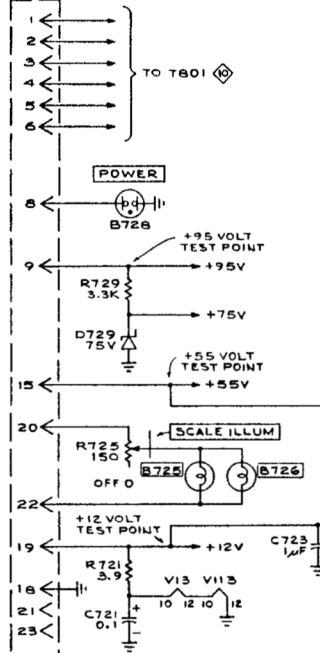 1
2
3
4
5
6
TO T801 10
POWER
8
B728
+95 VOLT
TEST POINT
9
+95V
R729
3.3K
+75V
D729
75V
+55 VOLT
TEST POINT
15
+55V
20
SCALE ILLUM
R725
150
B725
B726
OFF 0
22
+12 VOLT
TEST POINT
19
+12V
C723
1µF
R721
3.9
V13 V113
18
10 12 10 12
C721
0.1
+
-
21
23